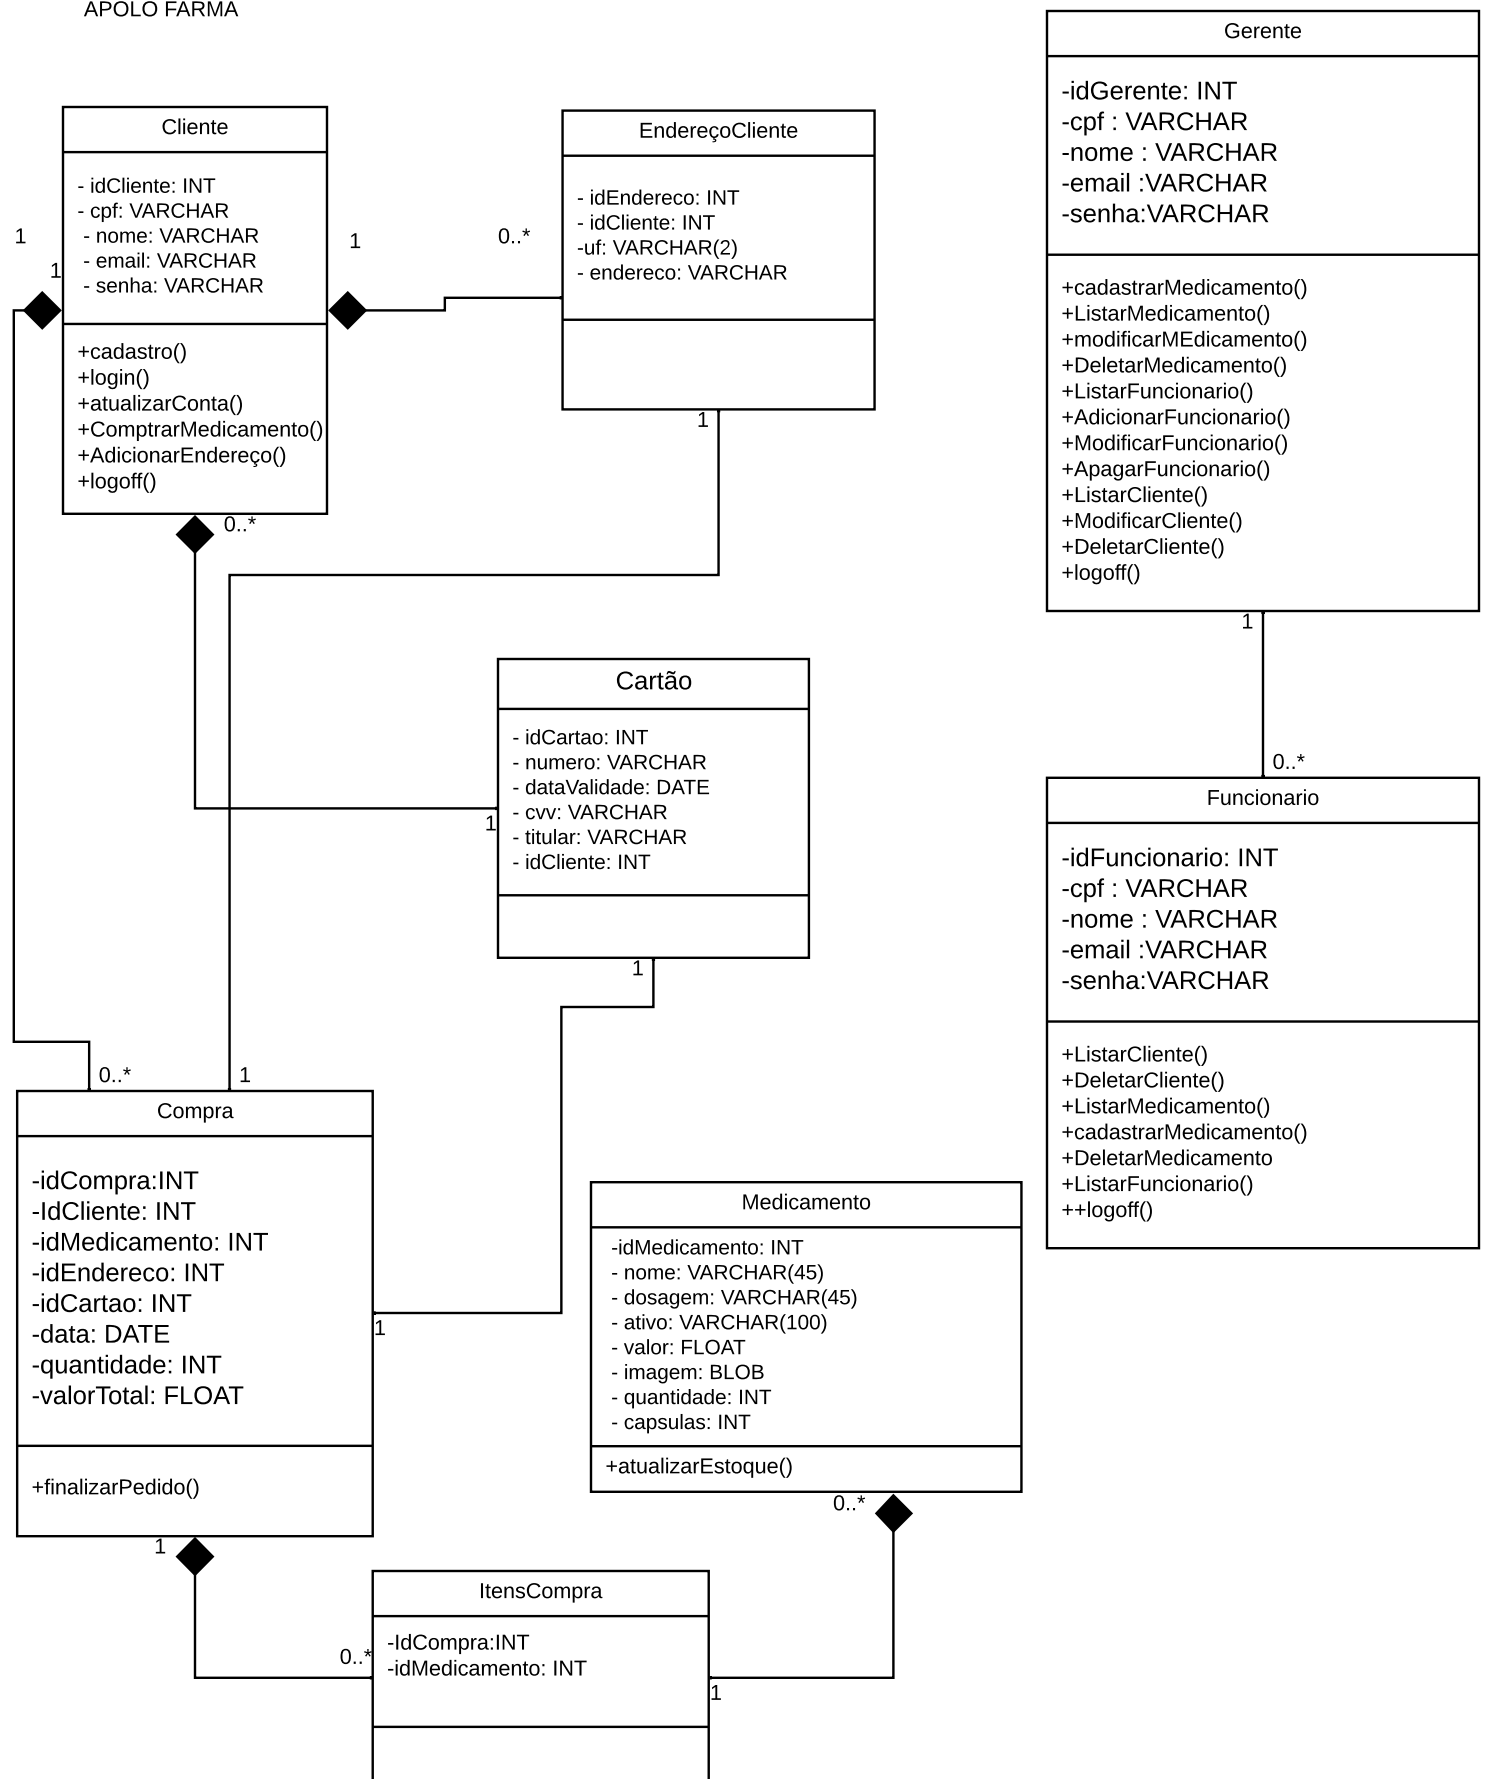 APOLO FARMA
Cliente
- idCliente: INT
- cpf: VARCHAR
- nome: VARCHAR
- email: VARCHAR
- senha: VARCHAR
+cadastro()
+login()
+atualizarConta()
+ComptrarMedicamento()
+AdicionarEndereço()
+logoff()
1
1
1
0..*
0..*
EndereçoCliente
- idEndereco: INT
- idCliente: INT
-uf: VARCHAR(2)
- endereco: VARCHAR
1
Gerente
-idGerente: INT
-cpf : VARCHAR
-nome : VARCHAR
-email :VARCHAR
-senha:VARCHAR
+cadastrarMedicamento()
+ListarMedicamento()
+modificarMEdicamento()
+DeletarMedicamento()
+ListarFuncionario()
+AdicionarFuncionario()
+ModificarFuncionario()
+ApagarFuncionario()
+ListarCliente()
+ModificarCliente()
+DeletarCliente()
+logoff()
1
0..*
Cartão
- idCartao: INT
- numero: VARCHAR
- dataValidade: DATE
- cvv: VARCHAR
- titular: VARCHAR
- idCliente: INT
1
1
Funcionario
-idFuncionario: INT
-cpf : VARCHAR
-nome : VARCHAR
-email :VARCHAR
-senha:VARCHAR
+ListarCliente()
+DeletarCliente()
+ListarMedicamento()
+cadastrarMedicamento()
+DeletarMedicamento
+ListarFuncionario()
++logoff()
0..*
1
Compra
-idCompra:INT
-IdCliente: INT
-idMedicamento: INT
-idEndereco: INT
-idCartao: INT
-data: DATE
-quantidade: INT
-valorTotal: FLOAT
+finalizarPedido()
1
1
Medicamento
-idMedicamento: INT
- nome: VARCHAR(45)
- dosagem: VARCHAR(45)
- ativo: VARCHAR(100)
- valor: FLOAT
- imagem: BLOB
- quantidade: INT
- capsulas: INT
+atualizarEstoque()
0..*
ItensCompra
-IdCompra:INT
-idMedicamento: INT
0..*
1